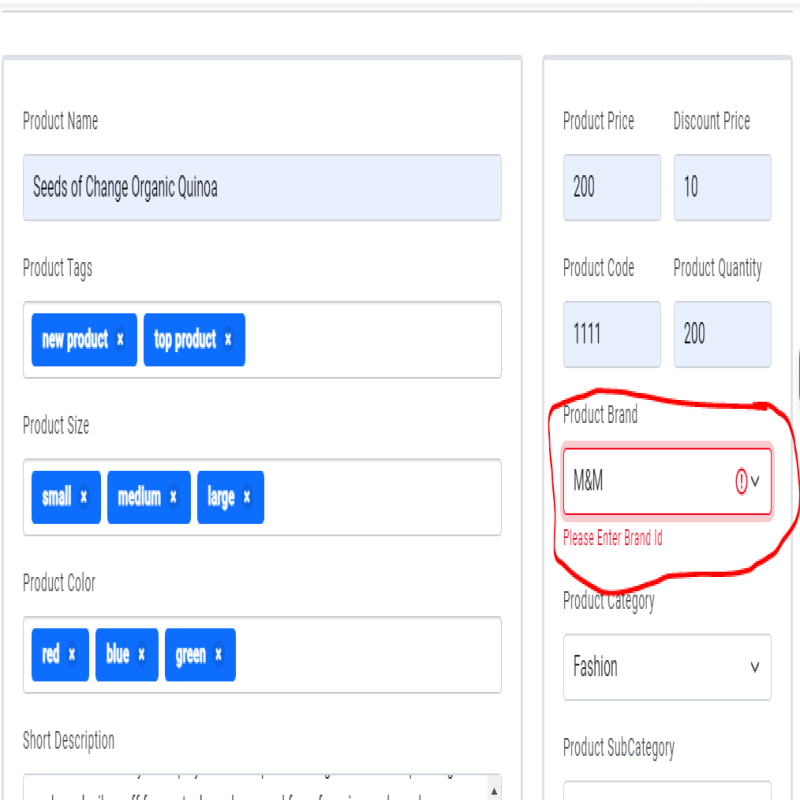 Product Name
Seeds of Change Organic Quinoa
Product Tags
new product × top product ×
Product Size
small × medium × large ×
Product Color
red × blue × green ×
Short Description
Product Price Discount Price
200 10
Product Code Product Quantity
1111 200
Product Brand
M&M
Please Enter Brand Id
Product Category
Fashion
Product SubCategory